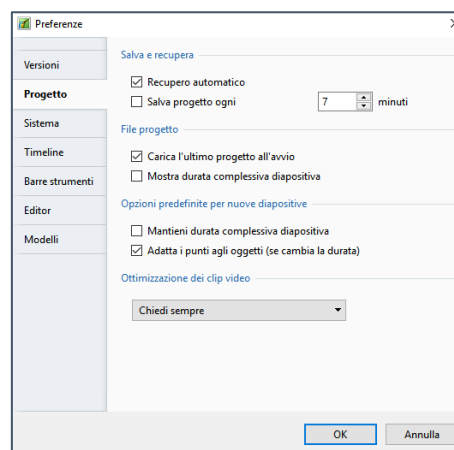 Preferenze
Versioni
Progetto
Sistema
Timeline
Barre strumenti
Editor
Modelli
Salva e recupera
Recupero automatico
Salva progetto ogni 7 minuti
File progetto
Carica l'ultimo progetto all'avvio
Mostra durata complessiva diapositiva
Opzioni predefinite per nuove diapositive
Mantieni durata complessiva diapositiva
Adatta i punti agli oggetti (se cambia la durata)
Ottimizzazione dei clip video
Chiedi sempre
OK Annulla